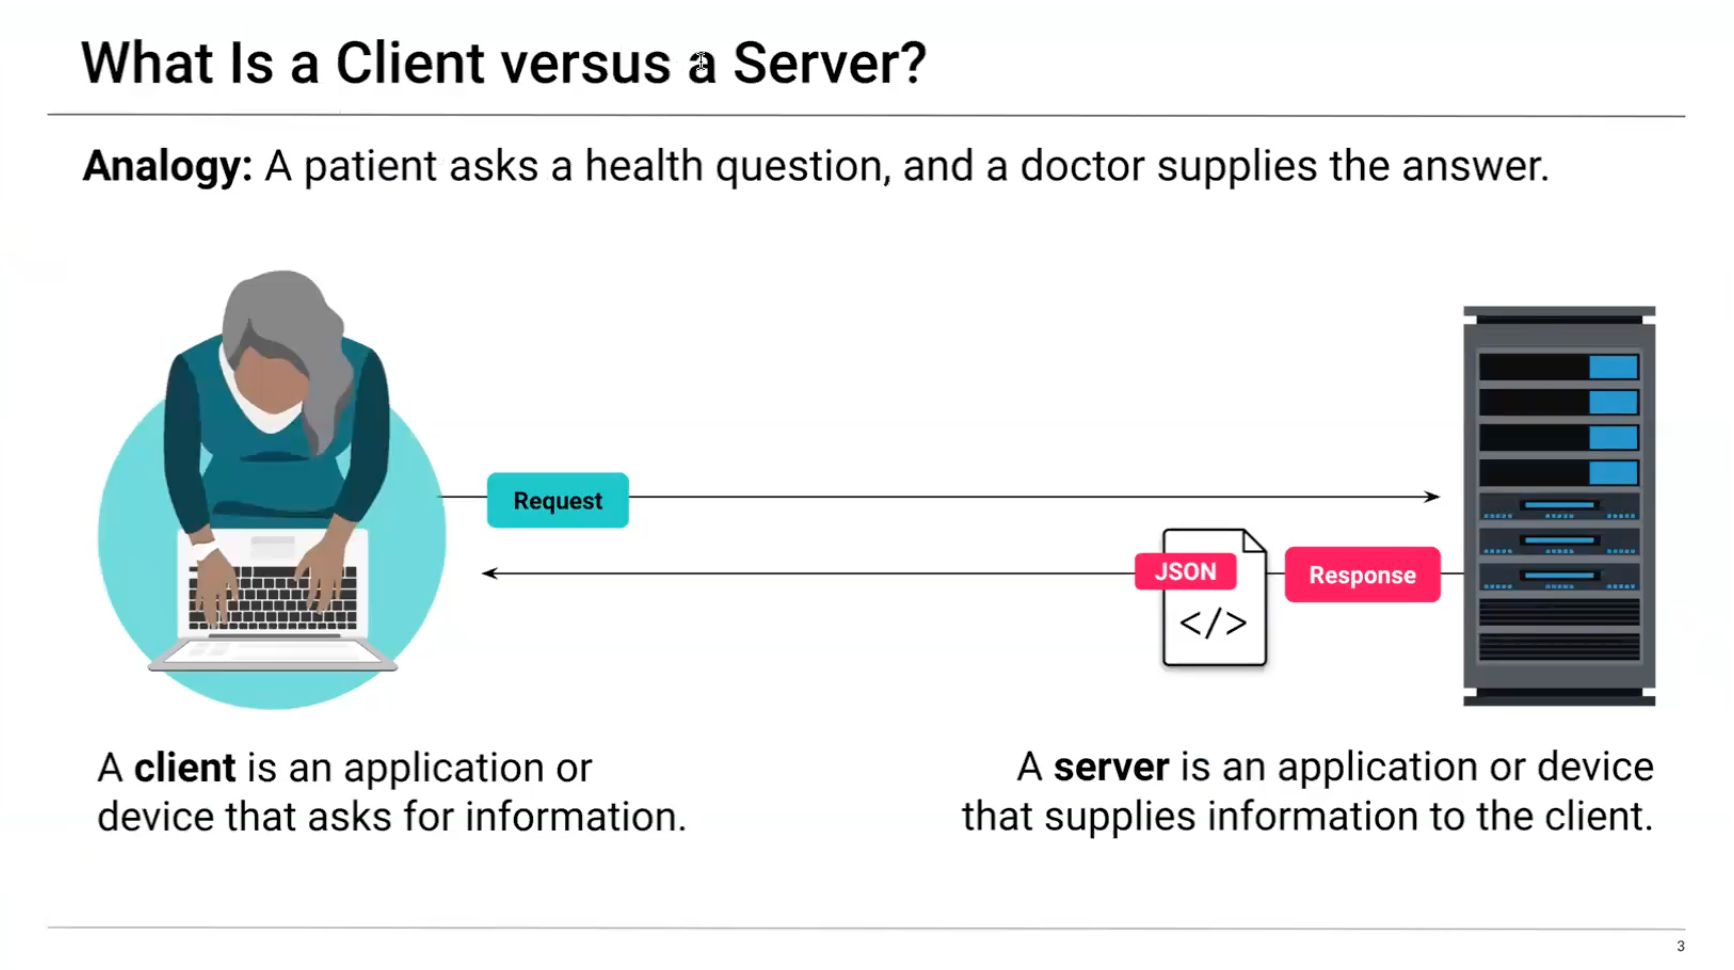 What Is a Client versus a Server?
Analogy: A patient asks a health question, and a doctor supplies the answer.
Request
JSON
Response
</>
A client is an application or
device that asks for information.
A server is an application or device
that supplies information to the client.
3